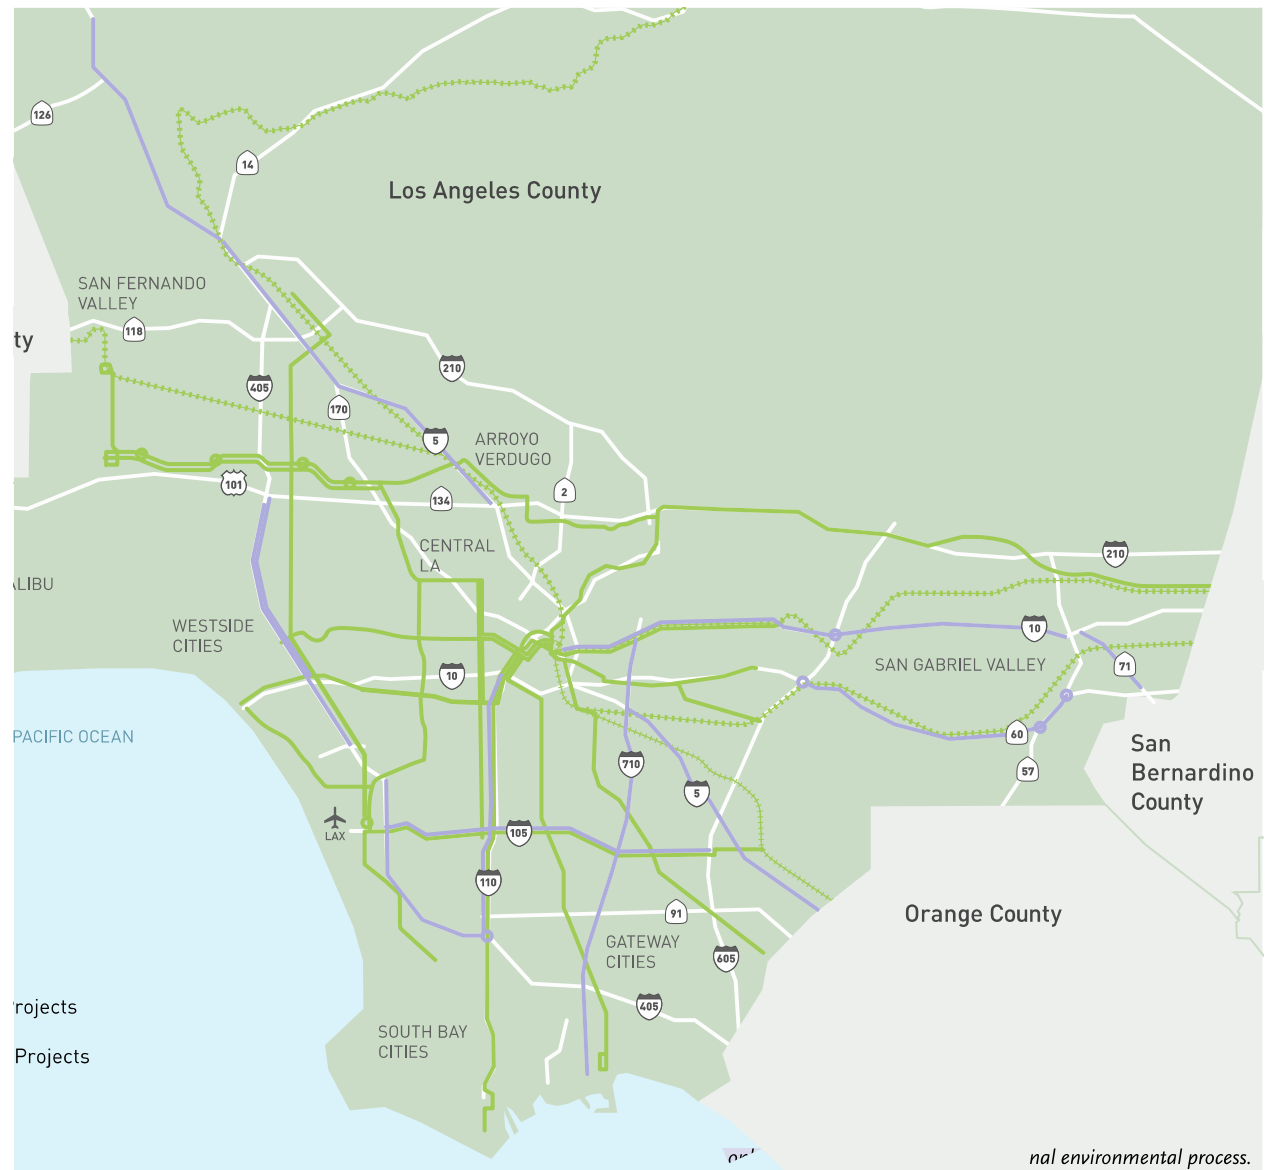 126
14
Los Angeles County
SAN FERNANDO
VALLEY
118
ty
210
405
170
5
ARROYO
VERDUGO
101
134
2
CENTRAL
LA
210
ALIBU
WESTSIDE
CITIES
10
10
SAN GABRIEL VALLEY
71
PACIFIC OCEAN
60
San
Bernardino
County
57
710
5
LAX
105
110
91
Orange County
GATEWAY
CITIES
605
405
rojects
SOUTH BAY
CITIES
Projects
nal environmental process.